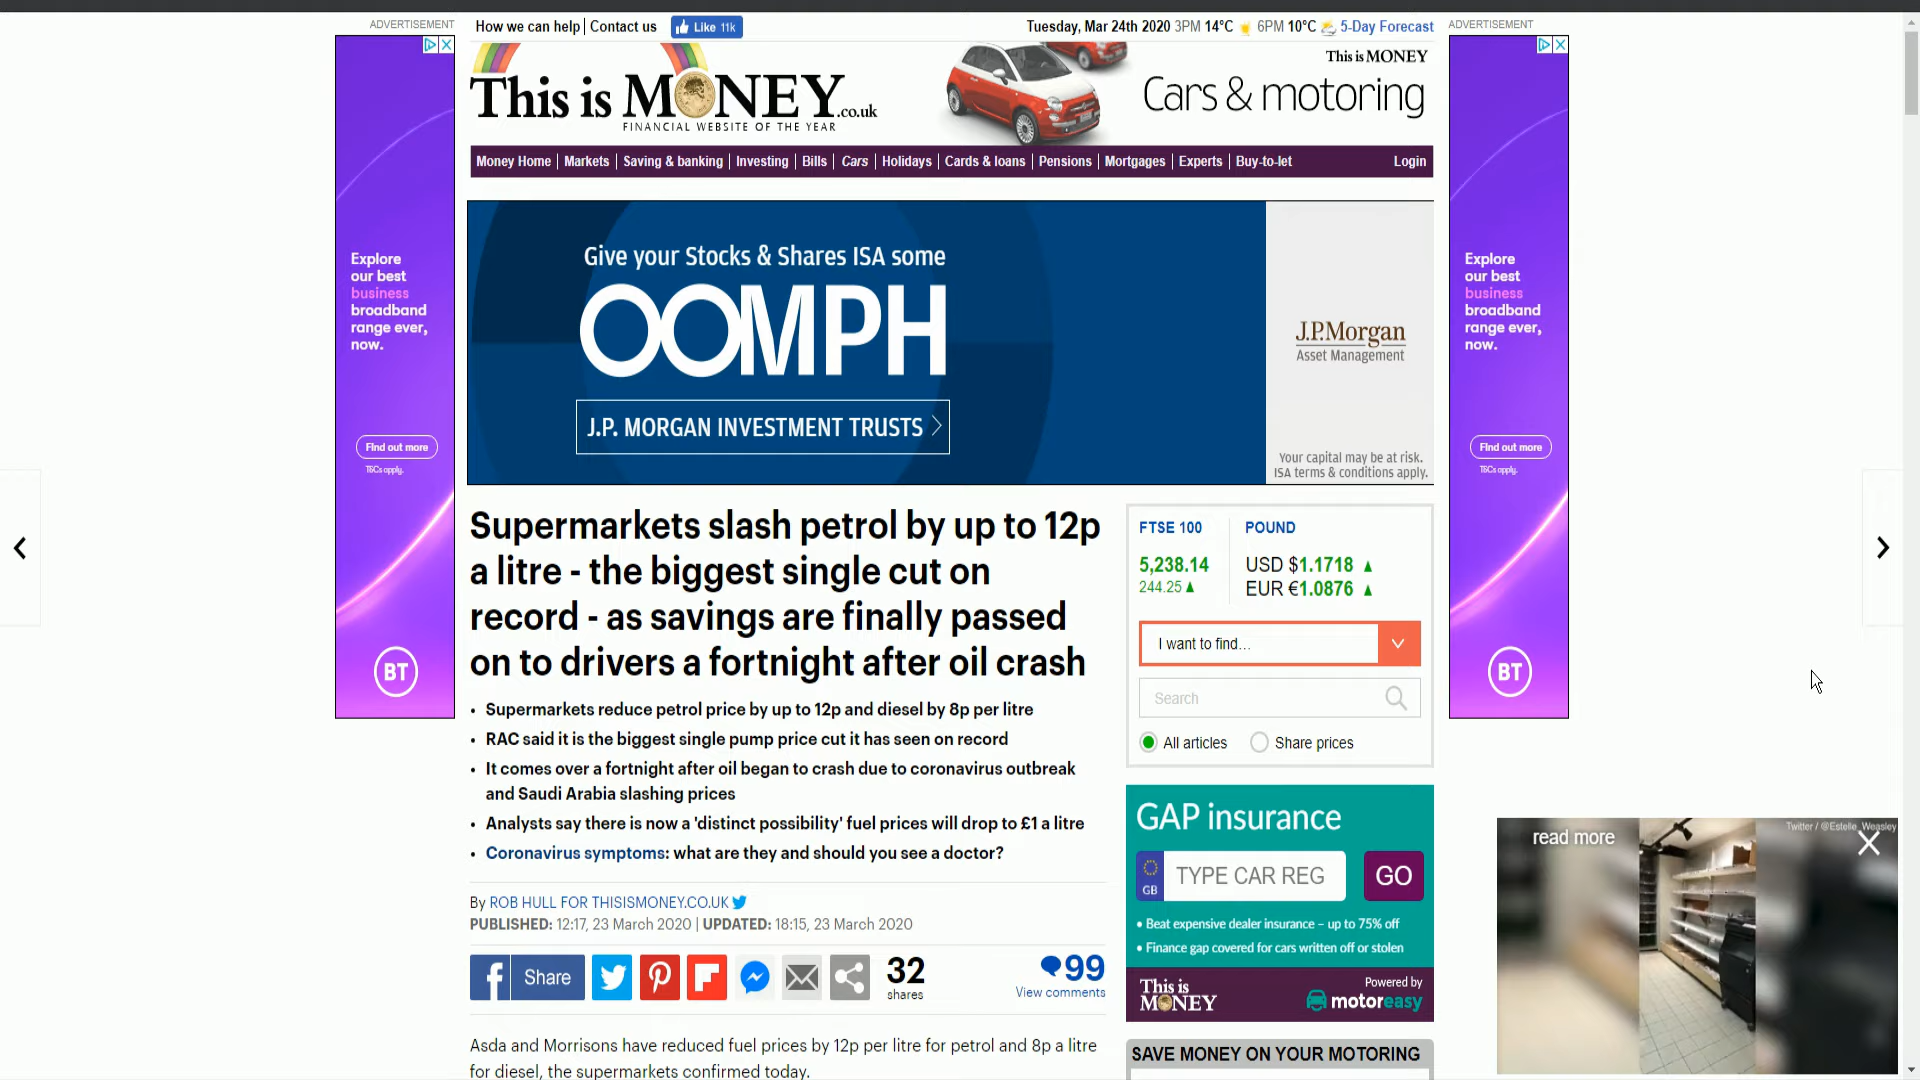 ADVERTISEMENT
How we can help | Contact us
Like 11k
Tuesday, Mar 24th 2020 3PM 14°C 6PM 10°C 5-Day Forecast
ADVERTISEMENT
This is MONEY.co.uk
FINANCIAL WEBSITE OF THE YEAR
This is MONEY
Cars & motoring
Money Home | Markets | Saving & banking | Investing | Bills | Cars | Holidays | Cards & loans | Pensions | Mortgages | Experts | Buy-to-let
Login
Explore
our best
business
broadband
range ever,
now.
Find out more
T&Cs apply.
BT
Give your Stocks & Shares ISA some
OOMPH
J.P. MORGAN INVESTMENT TRUSTS
J.P.Morgan
Asset Management
Your capital may be at risk.
ISA terms & conditions apply.
Explore
our best
business
broadband
range ever,
now.
Find out more
T&Cs apply.
BT
Supermarkets slash petrol by up to 12p
a litre - the biggest single cut on
record - as savings are finally passed
on to drivers a fortnight after oil crash
• Supermarkets reduce petrol price by up to 12p and diesel by 8p per litre
• RAC said it is the biggest single pump price cut it has seen on record
• It comes over a fortnight after oil began to crash due to coronavirus outbreak
and Saudi Arabia slashing prices
• Analysts say there is now a 'distinct possibility' fuel prices will drop to £1 a litre
• Coronavirus symptoms: what are they and should you see a doctor?
By ROB HULL FOR THISISMONEY.CO.UK
PUBLISHED: 12:17, 23 March 2020 | UPDATED: 18:15, 23 March 2020
Share
32
shares
99
View comments
Asda and Morrisons have reduced fuel prices by 12p per litre for petrol and 8p a litre
for diesel, the supermarkets confirmed today.
FTSE 100
5,238.14
244.25 ▲
POUND
USD $1.1718 ▲
EUR €1.0876 ▲
I want to find...
Search
All articles
Share prices
GAP insurance
GB
TYPE CAR REG
GO
• Beat expensive dealer insurance – up to 75% off
• Finance gap covered for cars written off or stolen
This is
MONEY
Powered by
motoreasy
SAVE MONEY ON YOUR MOTORING
read more
Twitter / @Estelle_Weasley